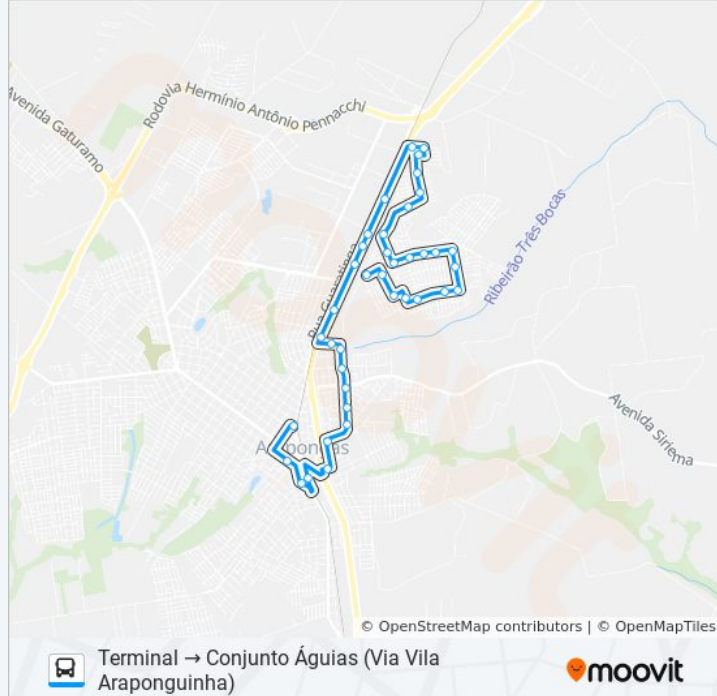 Rodovia Hermínio Antônio Pennacchi
Avenida Gaturamo
Rua Guaratinga
Ribeirão Três Bocas
Avenida Siriema
Arapongas
© OpenStreetMap contributors | © OpenMapTiles
Terminal → Conjunto Águias (Via Vila
Araponguinha)
moovit